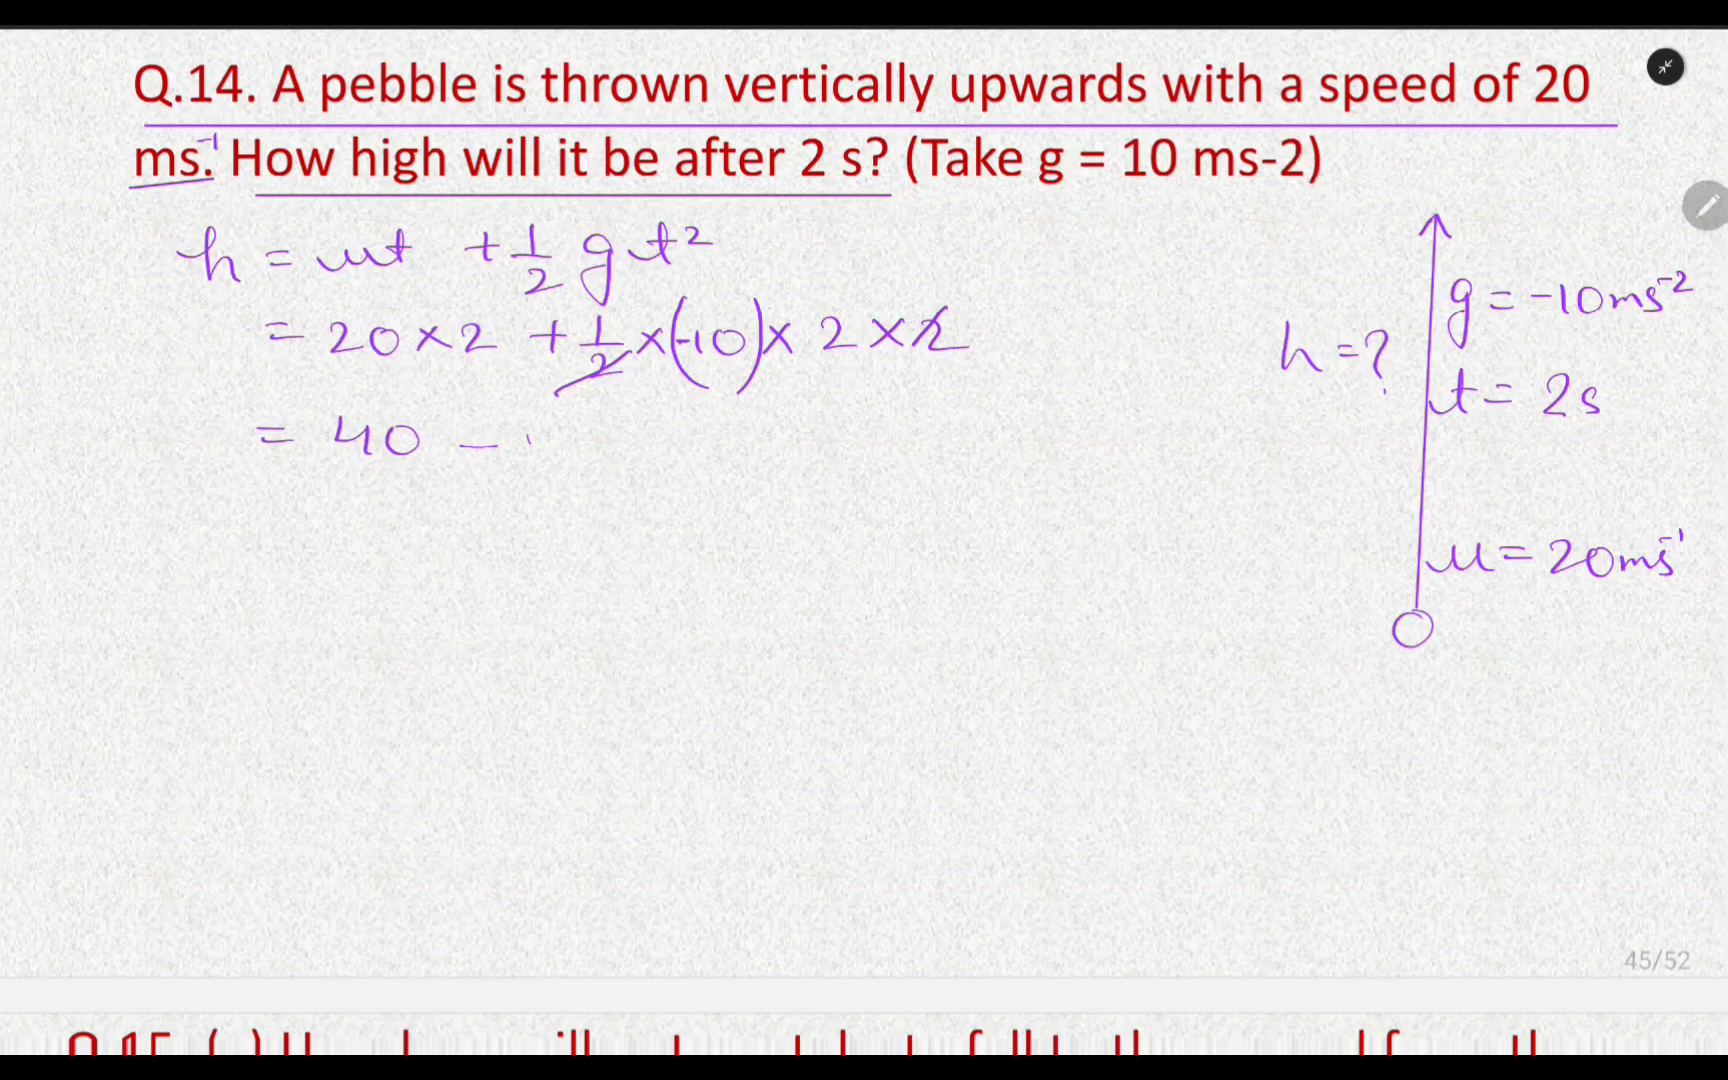 Q.14. A pebble is thrown vertically upwards with a speed of 20
ms.⁻¹ How high will it be after 2 s? (Take g = 10 ms-2)
h = ut + 1/2 g t²
= 20 × 2 + 1/2 × (-10) × 2 × 2
= 40 -
g = -10ms⁻²
h = ?
t = 2s
u = 20ms⁻¹
45/52